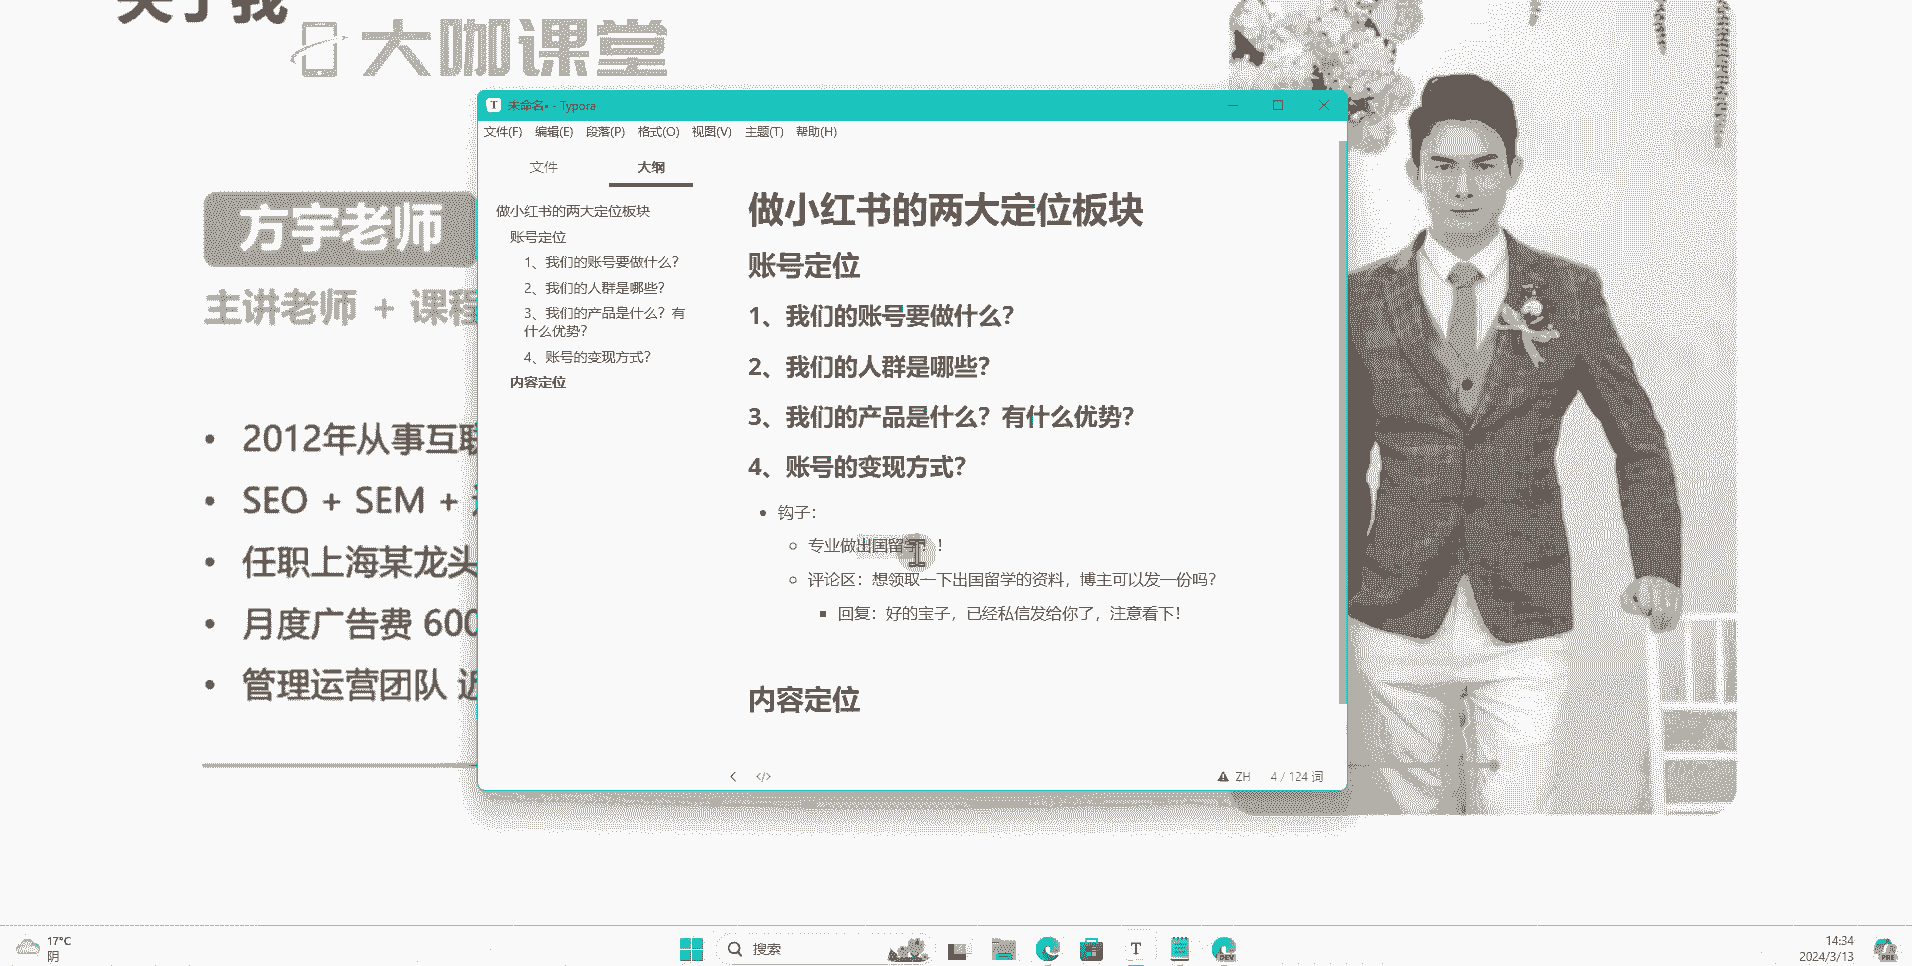 关于我
大咖课堂
未命名• - Typora
文件(F) 编辑(E) 段落(P) 格式(O) 视图(V) 主题(T) 帮助(H)
文件 大纲
做小红书的两大定位板块
账号定位
1、我们的账号要做什么？
2、我们的人群是哪些？
3、我们的产品是什么？有
什么优势？
4、账号的变现方式？
内容定位
做小红书的两大定位板块
账号定位
1、我们的账号要做什么？
2、我们的人群是哪些？
3、我们的产品是什么？有什么优势？
4、账号的变现方式？
• 钩子：
专业做出国留学！
评论区：想领取一下出国留学的资料，博主可以发一份吗？
回复：好的宝子，已经私信发给你了，注意看下！
内容定位
ZH 4 / 124 词
方宇老师
主讲老师 + 课程
• 2012年从事互联
• SEO + SEM +
• 任职上海某龙头
• 月度广告费 600
• 管理运营团队 近
17°C
阴
搜索
T
DEV
14:34
2024/3/13
PRE